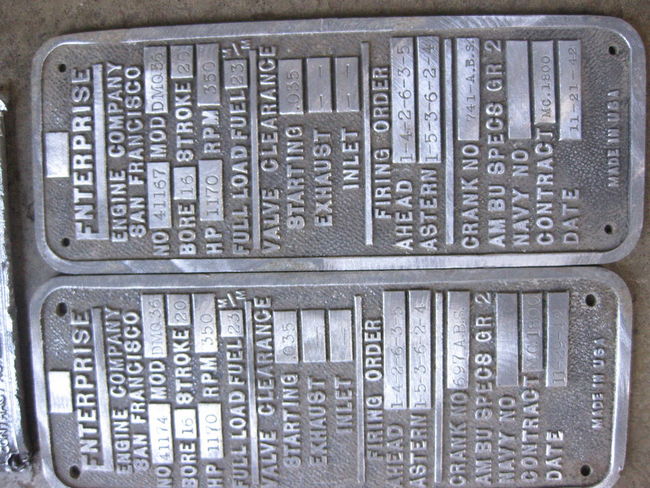 ENTERPRISE
ENGINE COMPANY
SAN FRANCISCO
NO 41167 MOD DMQ36
BORE 16 STROKE 20
HP 1170 RPM 350
FULL LOAD FUEL 23 M/M
VALVE CLEARANCE
STARTING .035
EXHAUST
INLET
FIRING ORDER
AHEAD 1-4-2-6-3-5
ASTERN 1-5-3-6-2-4
CRANK NO 741-A.B.S.
AM BU SPECS GR 2
NAVY NO
CONTRACT MC.1800
DATE 11-21-42
MADE IN USA
ENTERPRISE
ENGINE COMPANY
SAN FRANCISCO
NO 41174 MOD DMQ36
BORE 16 STROKE 20
HP 1170 RPM 350
FULL LOAD FUEL 23 M/M
VALVE CLEARANCE
STARTING .035
EXHAUST
INLET
FIRING ORDER
AHEAD 1-4-2-6-3-5
ASTERN 1-5-3-6-2-4
CRANK NO 697 A.B.S.
AM BU SPECS GR 2
NAVY NO
CONTRACT
DATE
MADE IN USA